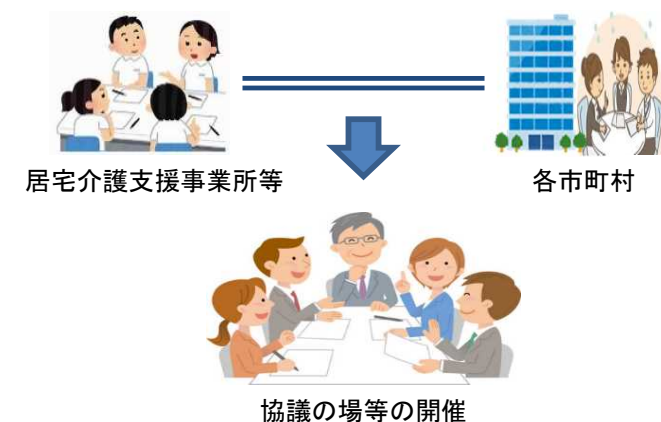 居宅介護支援事業所等
各市町村
協議の場等の開催